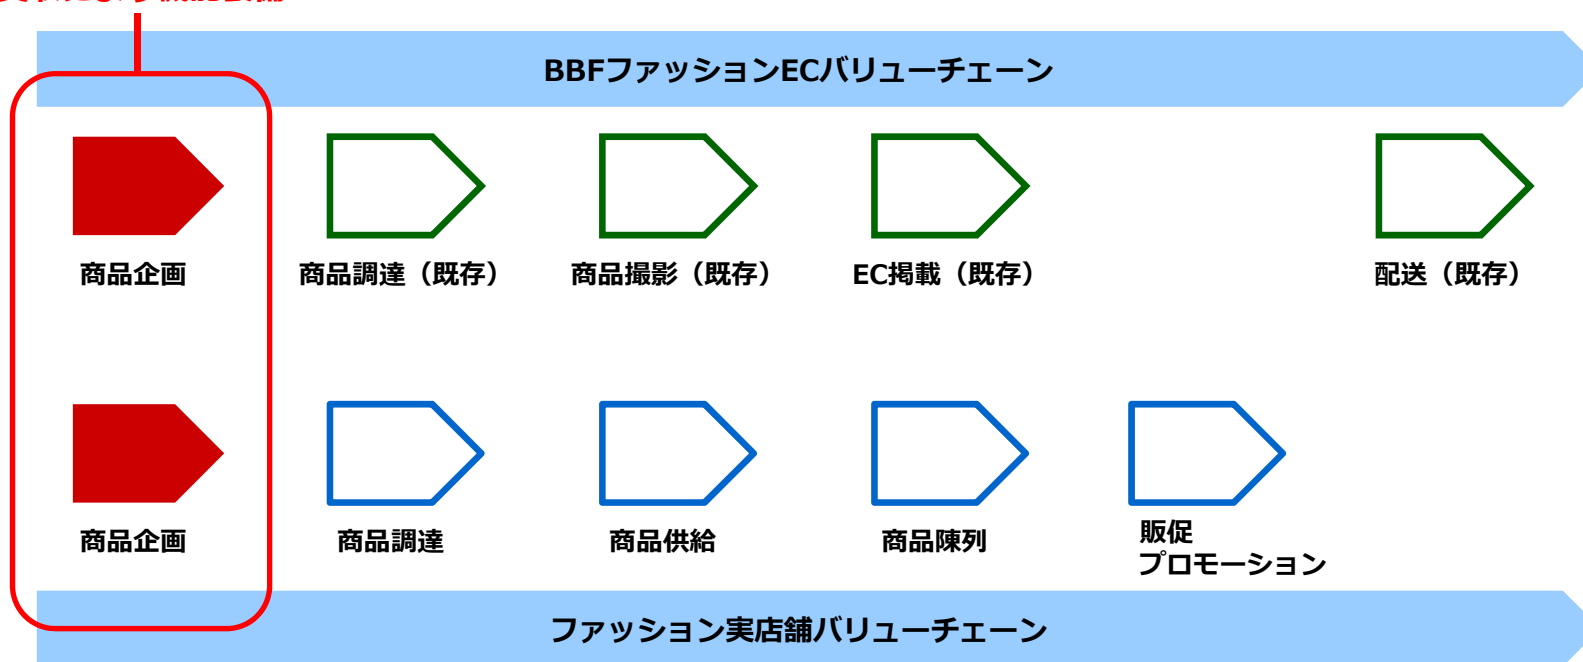 BBFファッションECバリューチェーン
商品企画
商品調達（既存）
商品撮影（既存）
EC掲載（既存）
配送（既存）
商品企画
商品調達
商品供給
商品陳列
販促
プロモーション
ファッション実店舗バリューチェーン